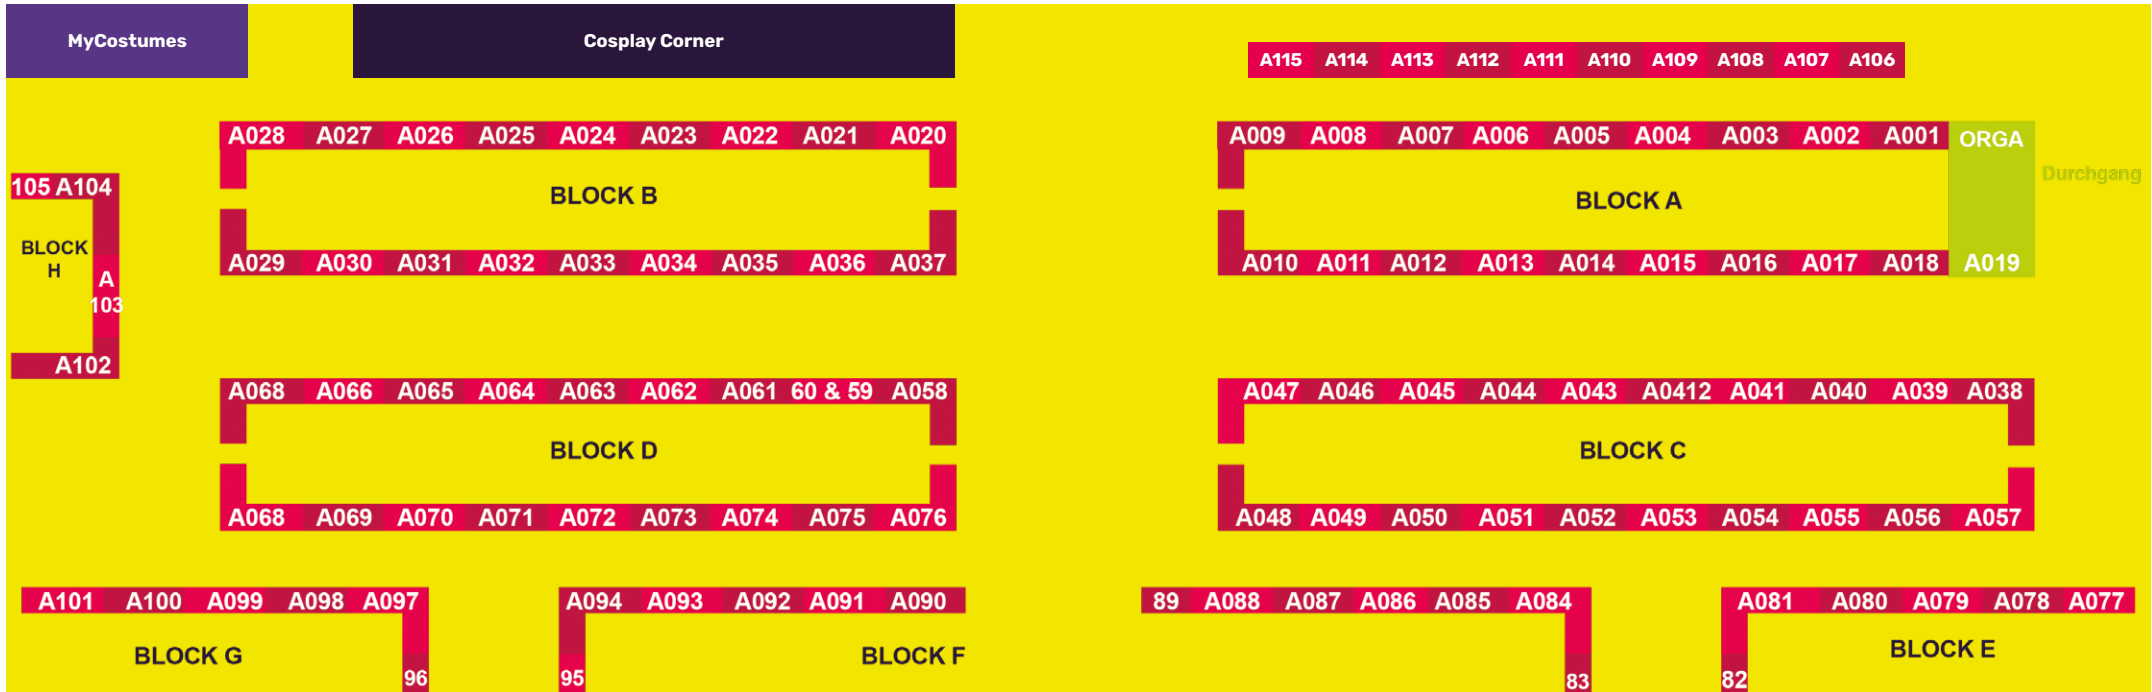 MyCostumes
Cosplay Corner
A115 A114 A113 A112 A111 A110 A109 A108 A107 A106
A028 A027 A026 A025 A024 A023 A022 A021 A020
A009 A008 A007 A006 A005 A004 A003 A002 A001 ORGA
Durchgang
105 A104
BLOCK B
BLOCK A
BLOCK
H
A029 A030 A031 A032 A033 A034 A035 A036 A037
A010 A011 A012 A013 A014 A015 A016 A017 A018 A019
A
103
A102
A068 A066 A065 A064 A063 A062 A061 60 & 59 A058
A047 A046 A045 A044 A043 A0412 A041 A040 A039 A038
BLOCK D
BLOCK C
A068 A069 A070 A071 A072 A073 A074 A075 A076
A048 A049 A050 A051 A052 A053 A054 A055 A056 A057
A101 A100 A099 A098 A097
A094 A093 A092 A091 A090
89 A088 A087 A086 A085 A084
A081 A080 A079 A078 A077
BLOCK G
BLOCK F
BLOCK E
96
95
83
82